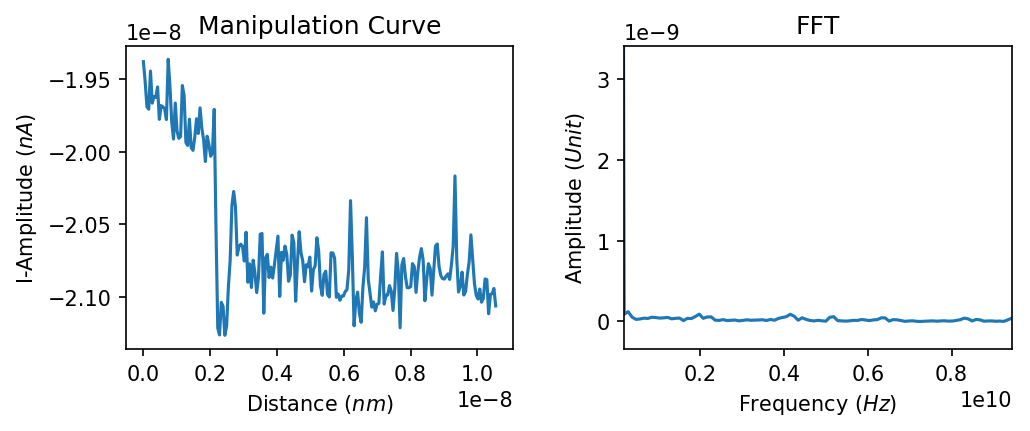 Manipulation Curve
1e−8
−1.95
−2.00
−2.05
−2.10
I-Amplitude (nA)
0.0 0.2 0.4 0.6 0.8 1.0
1e−8
Distance (nm)
FFT
1e−9
3
2
1
0
Amplitude (Unit)
0.2 0.4 0.6 0.8
1e10
Frequency (Hz)